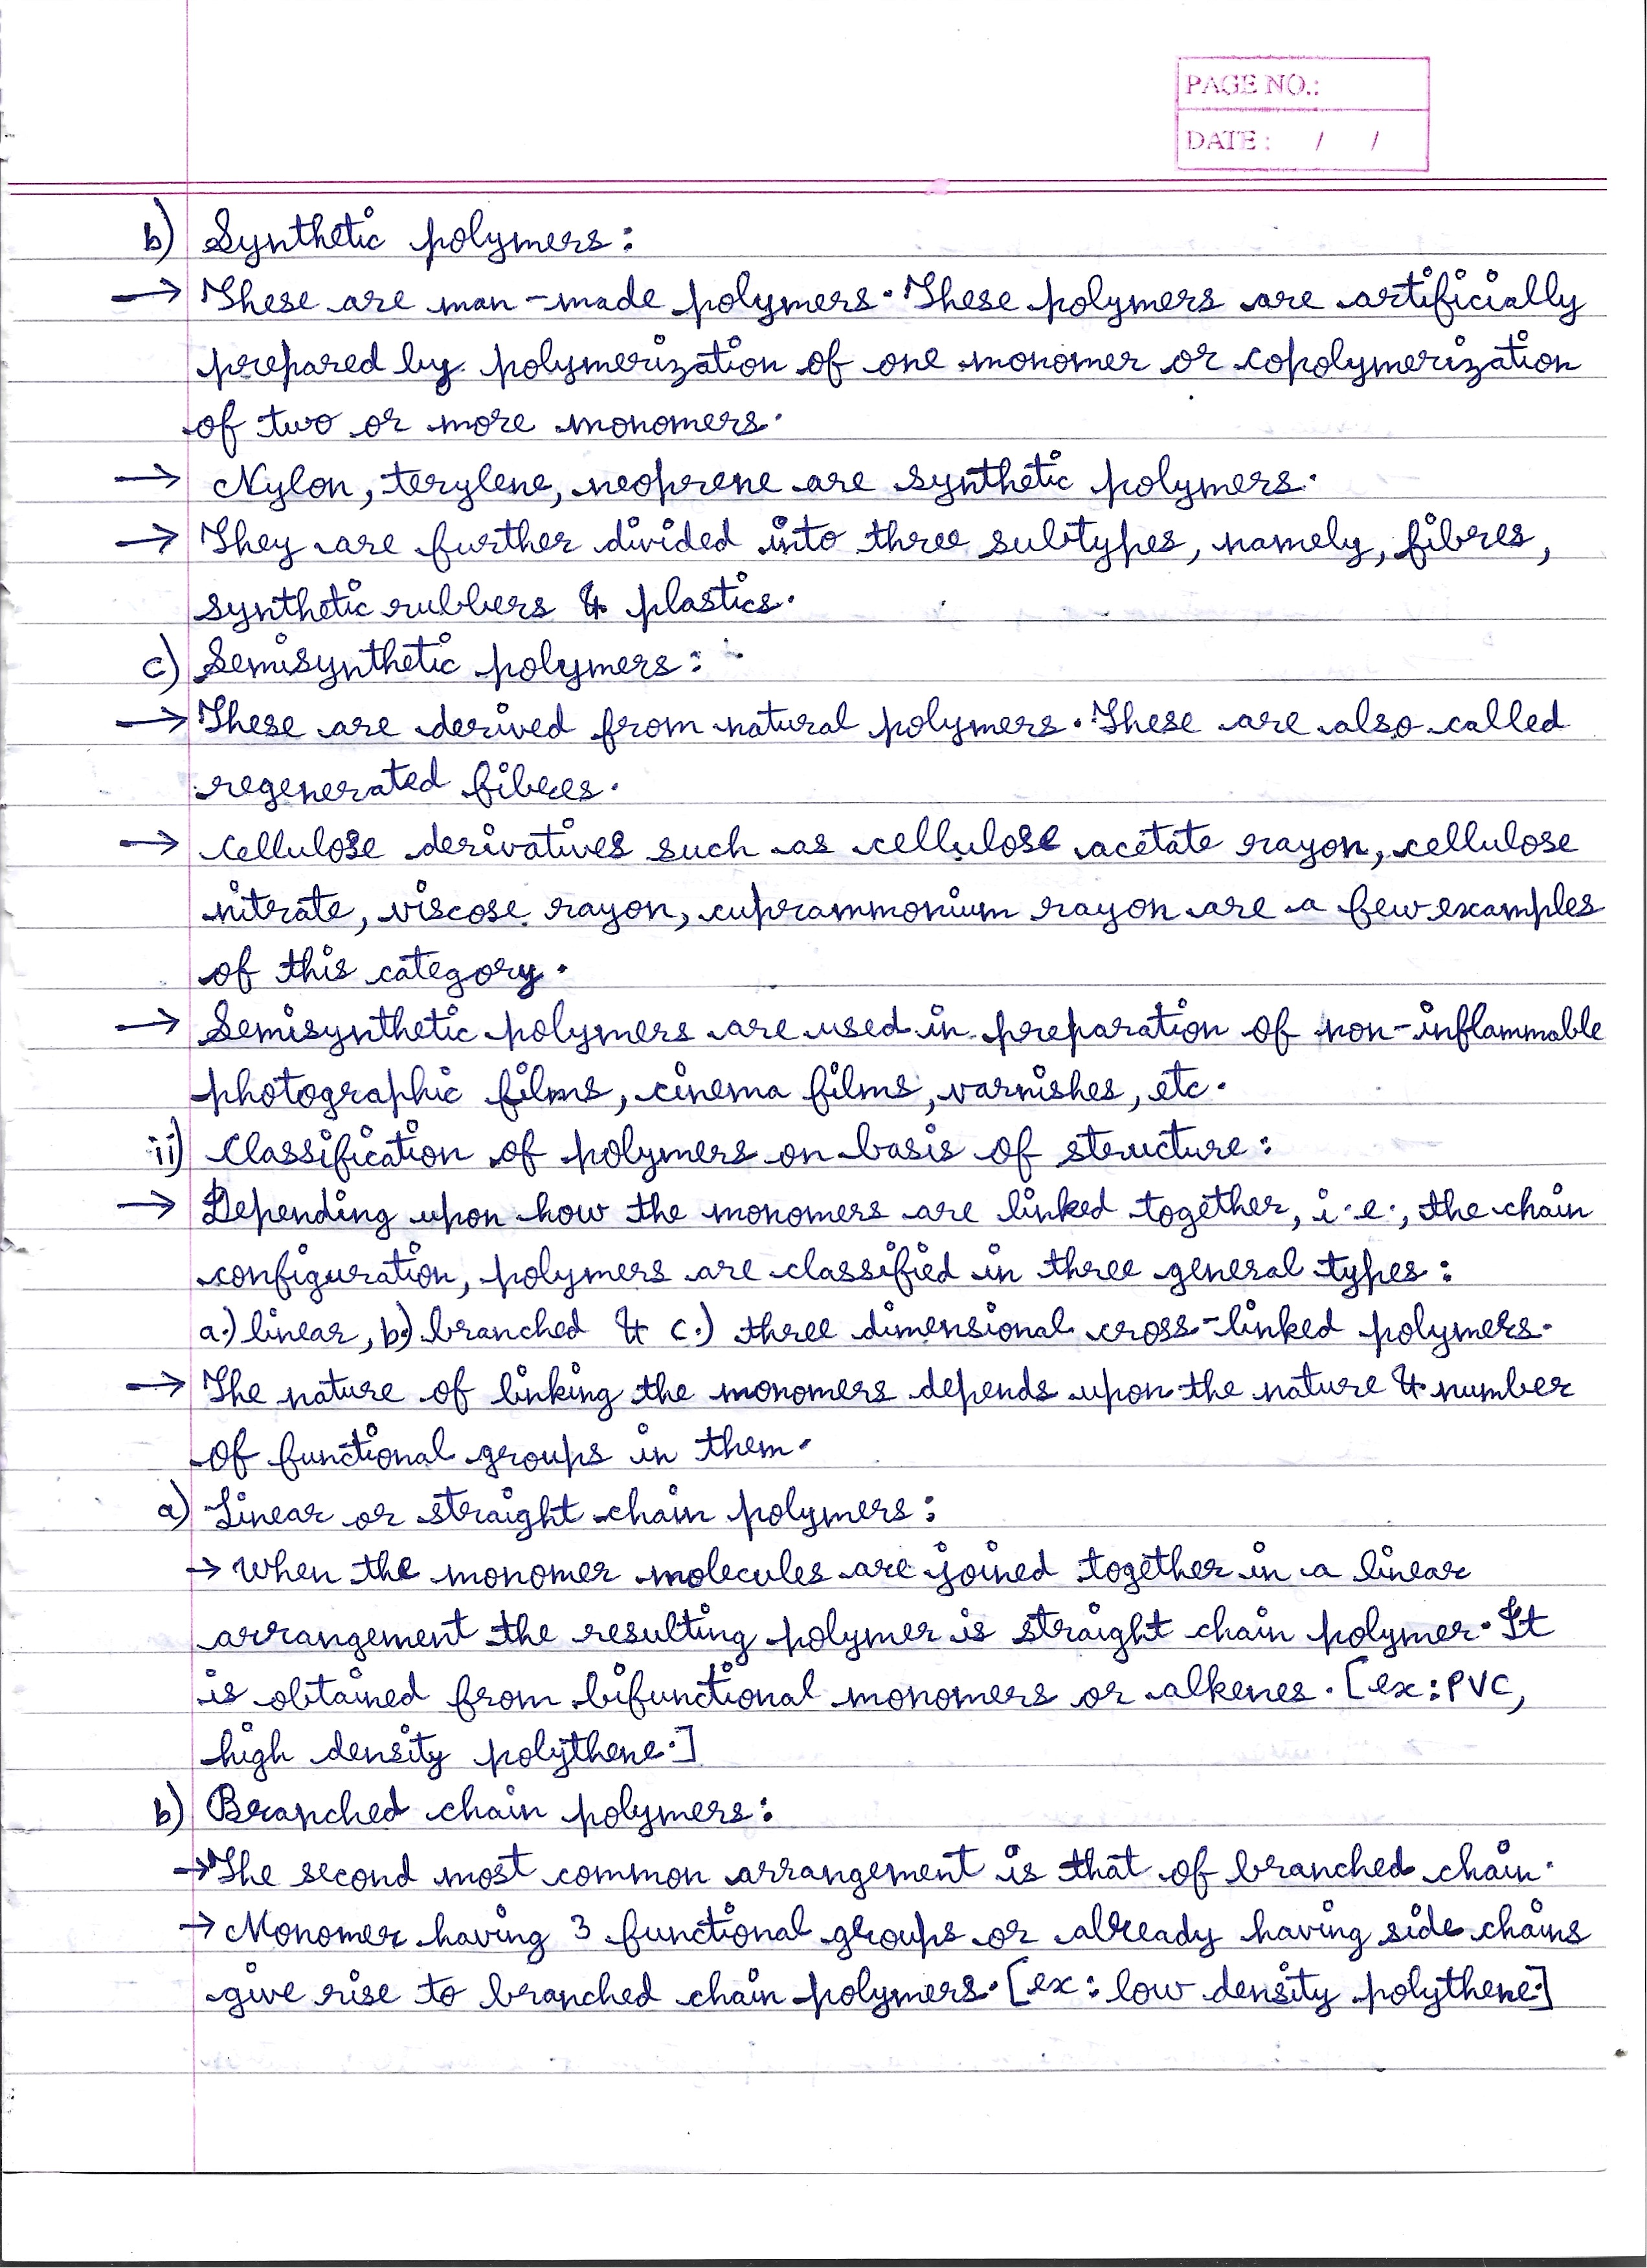 PAGE NO.:
DATE : / /
b) Synthetic polymers:
→ These are man-made polymers. These polymers are artificially
prepared by polymerization of one monomer or copolymerization
of two or more monomers.
→ Nylon, terylene, neoprene are synthetic polymers.
→ They are further divided into three subtypes, namely, fibres,
synthetic rubbers & plastics.
c) Semisynthetic polymers:
→ These are derived from natural polymers. These are also called
regenerated fibres.
→ Cellulose derivatives such as cellulose acetate rayon, cellulose
nitrate, viscose rayon, cuprammonium rayon are a few examples
of this category.
→ Semisynthetic polymers are used in preparation of non-inflammable
photographic films, cinema films, varnishes, etc.
ii) Classification of polymers on basis of structure:
→ Depending upon how the monomers are linked together, i.e., the chain
configuration, polymers are classified in three general types:
a.) linear, b.) branched & c.) three dimensional cross-linked polymers.
→ The nature of linking the monomers depends upon the nature & number
of functional groups in them.
a) Linear or straight chain polymers:
→ When the monomer molecules are joined together in a linear
arrangement the resulting polymer is straight chain polymer. It
is obtained from bifunctional monomers or alkenes. [ex: PVC,
high density polythene.]
b) Branched chain polymers:
→ The second most common arrangement is that of branched chain.
→ Monomer having 3 functional groups or already having side chains
give rise to branched chain polymers. [ex: low density polythene.]